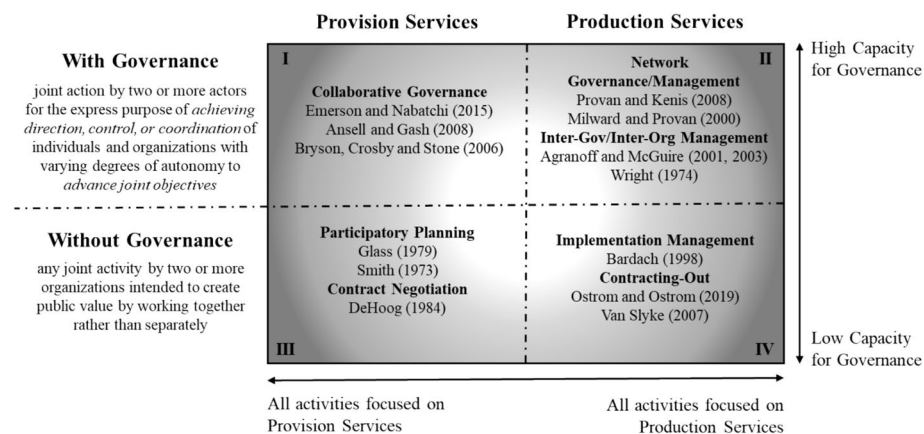 Provision Services
Production Services
With Governance
joint action by two or more actors
for the express purpose of achieving
direction, control, or coordination of
individuals and organizations with
varying degrees of autonomy to
advance joint objectives
I
Collaborative Governance
Emerson and Nabatchi (2015)
Ansell and Gash (2008)
Bryson, Crosby and Stone (2006)
II
Network
Governance/Management
Provan and Kenis (2008)
Milward and Provan (2000)
Inter-Gov/Inter-Org Management
Agranoff and McGuire (2001, 2003)
Wright (1974)
High Capacity
for Governance
Without Governance
any joint activity by two or more
organizations intended to create
public value by working together
rather than separately
Participatory Planning
Glass (1979)
Smith (1973)
Contract Negotiation
DeHoog (1984)
III
Implementation Management
Bardach (1998)
Contracting-Out
Ostrom and Ostrom (2019)
Van Slyke (2007)
IV
Low Capacity
for Governance
All activities focused on
Provision Services
All activities focused on
Production Services